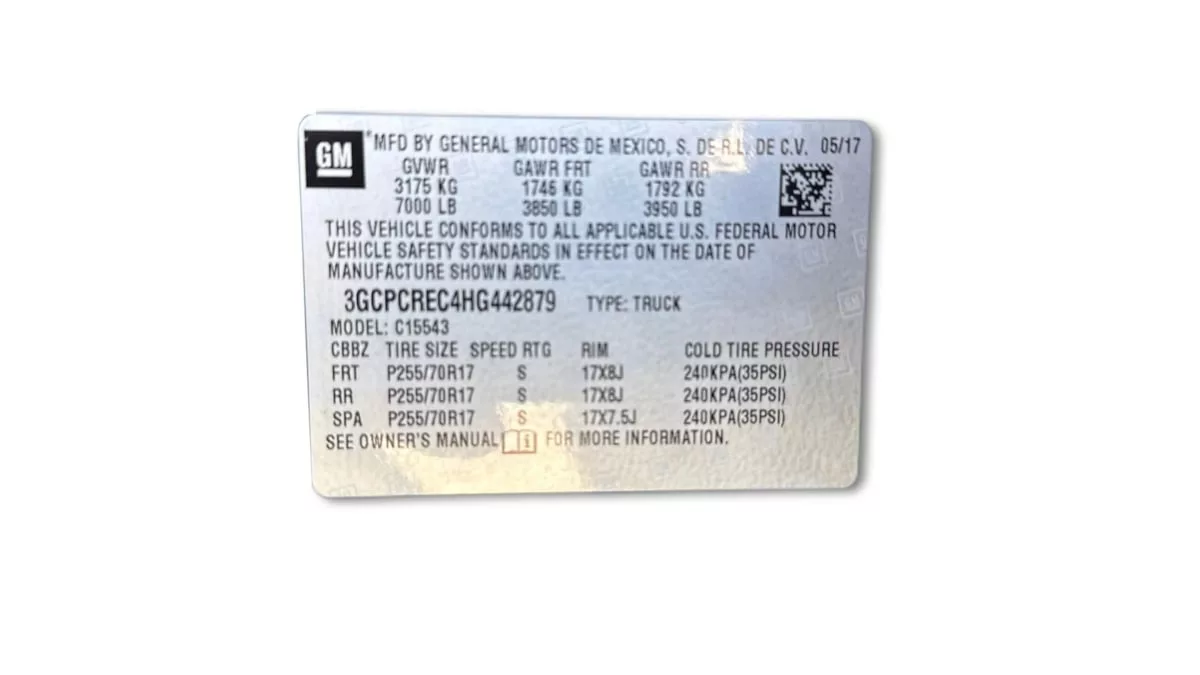 GM
MFD BY GENERAL MOTORS DE MEXICO, S. DE R.L. DE C.V. 05/17
GVWR GAWR FRT GAWR RR
3175 KG 1746 KG 1792 KG
7000 LB 3850 LB 3950 LB
THIS VEHICLE CONFORMS TO ALL APPLICABLE U.S. FEDERAL MOTOR
VEHICLE SAFETY STANDARDS IN EFFECT ON THE DATE OF
MANUFACTURE SHOWN ABOVE.
3GCPCREC4HG442879 TYPE: TRUCK
MODEL: C15543
CBBZ TIRE SIZE SPEED RTG RIM COLD TIRE PRESSURE
FRT P255/70R17 S 17X8J 240KPA(35PSI)
RR P255/70R17 S 17X8J 240KPA(35PSI)
SPA P255/70R17 S 17X7.5J 240KPA(35PSI)
SEE OWNER'S MANUAL i FOR MORE INFORMATION.